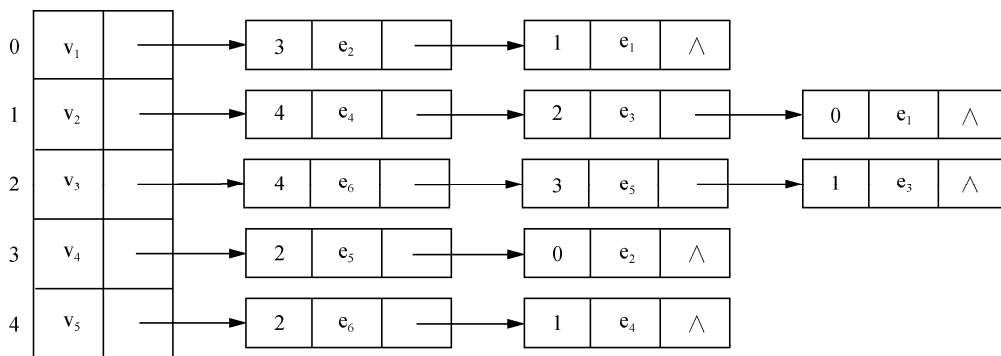 0 v₁ 3 e₂ 1 e₁ ∧
1 v₂ 4 e₄ 2 e₃ 0 e₁ ∧
2 v₃ 4 e₆ 3 e₅ 1 e₃ ∧
3 v₄ 2 e₅ 0 e₂ ∧
4 v₅ 2 e₆ 1 e₄ ∧